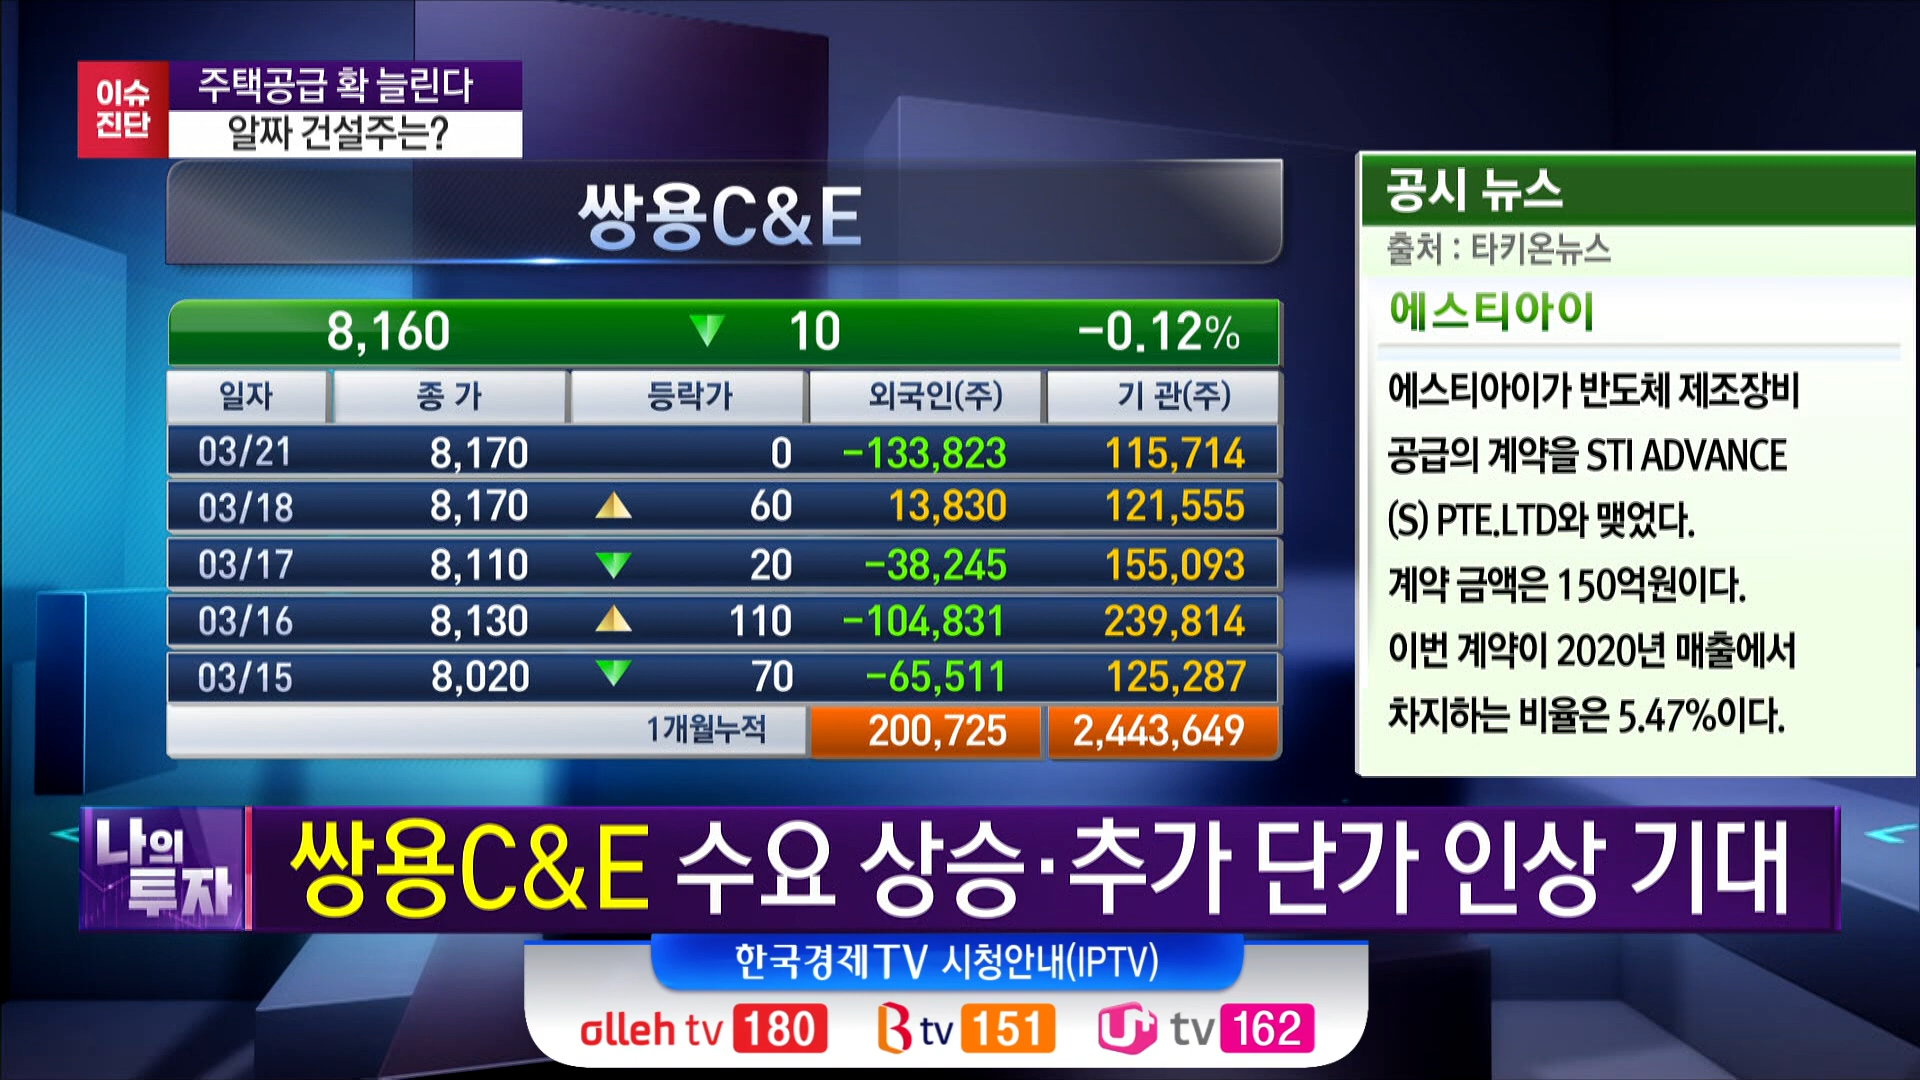 이슈
진단
주택공급 확 늘린다
알짜 건설주는?
쌍용C&E
8,160 ▼ 10 -0.12%
일자 종 가 등락가 외국인(주) 기 관(주)
03/21 8,170 0 -133,823 115,714
03/18 8,170 ▲ 60 13,830 121,555
03/17 8,110 ▼ 20 -38,245 155,093
03/16 8,130 ▲ 110 -104,831 239,814
03/15 8,020 ▼ 70 -65,511 125,287
1개월누적 200,725 2,443,649
공시 뉴스
출처 : 타키온뉴스
에스티아이
에스티아이가 반도체 제조장비
공급의 계약을 STI ADVANCE
(S) PTE.LTD와 맺었다.
계약 금액은 150억원이다.
이번 계약이 2020년 매출에서
차지하는 비율은 5.47%이다.
나의
투자
쌍용C&E 수요 상승·추가 단가 인상 기대
한국경제TV 시청안내(IPTV)
olleh tv 180 B tv 151 U+ tv 162